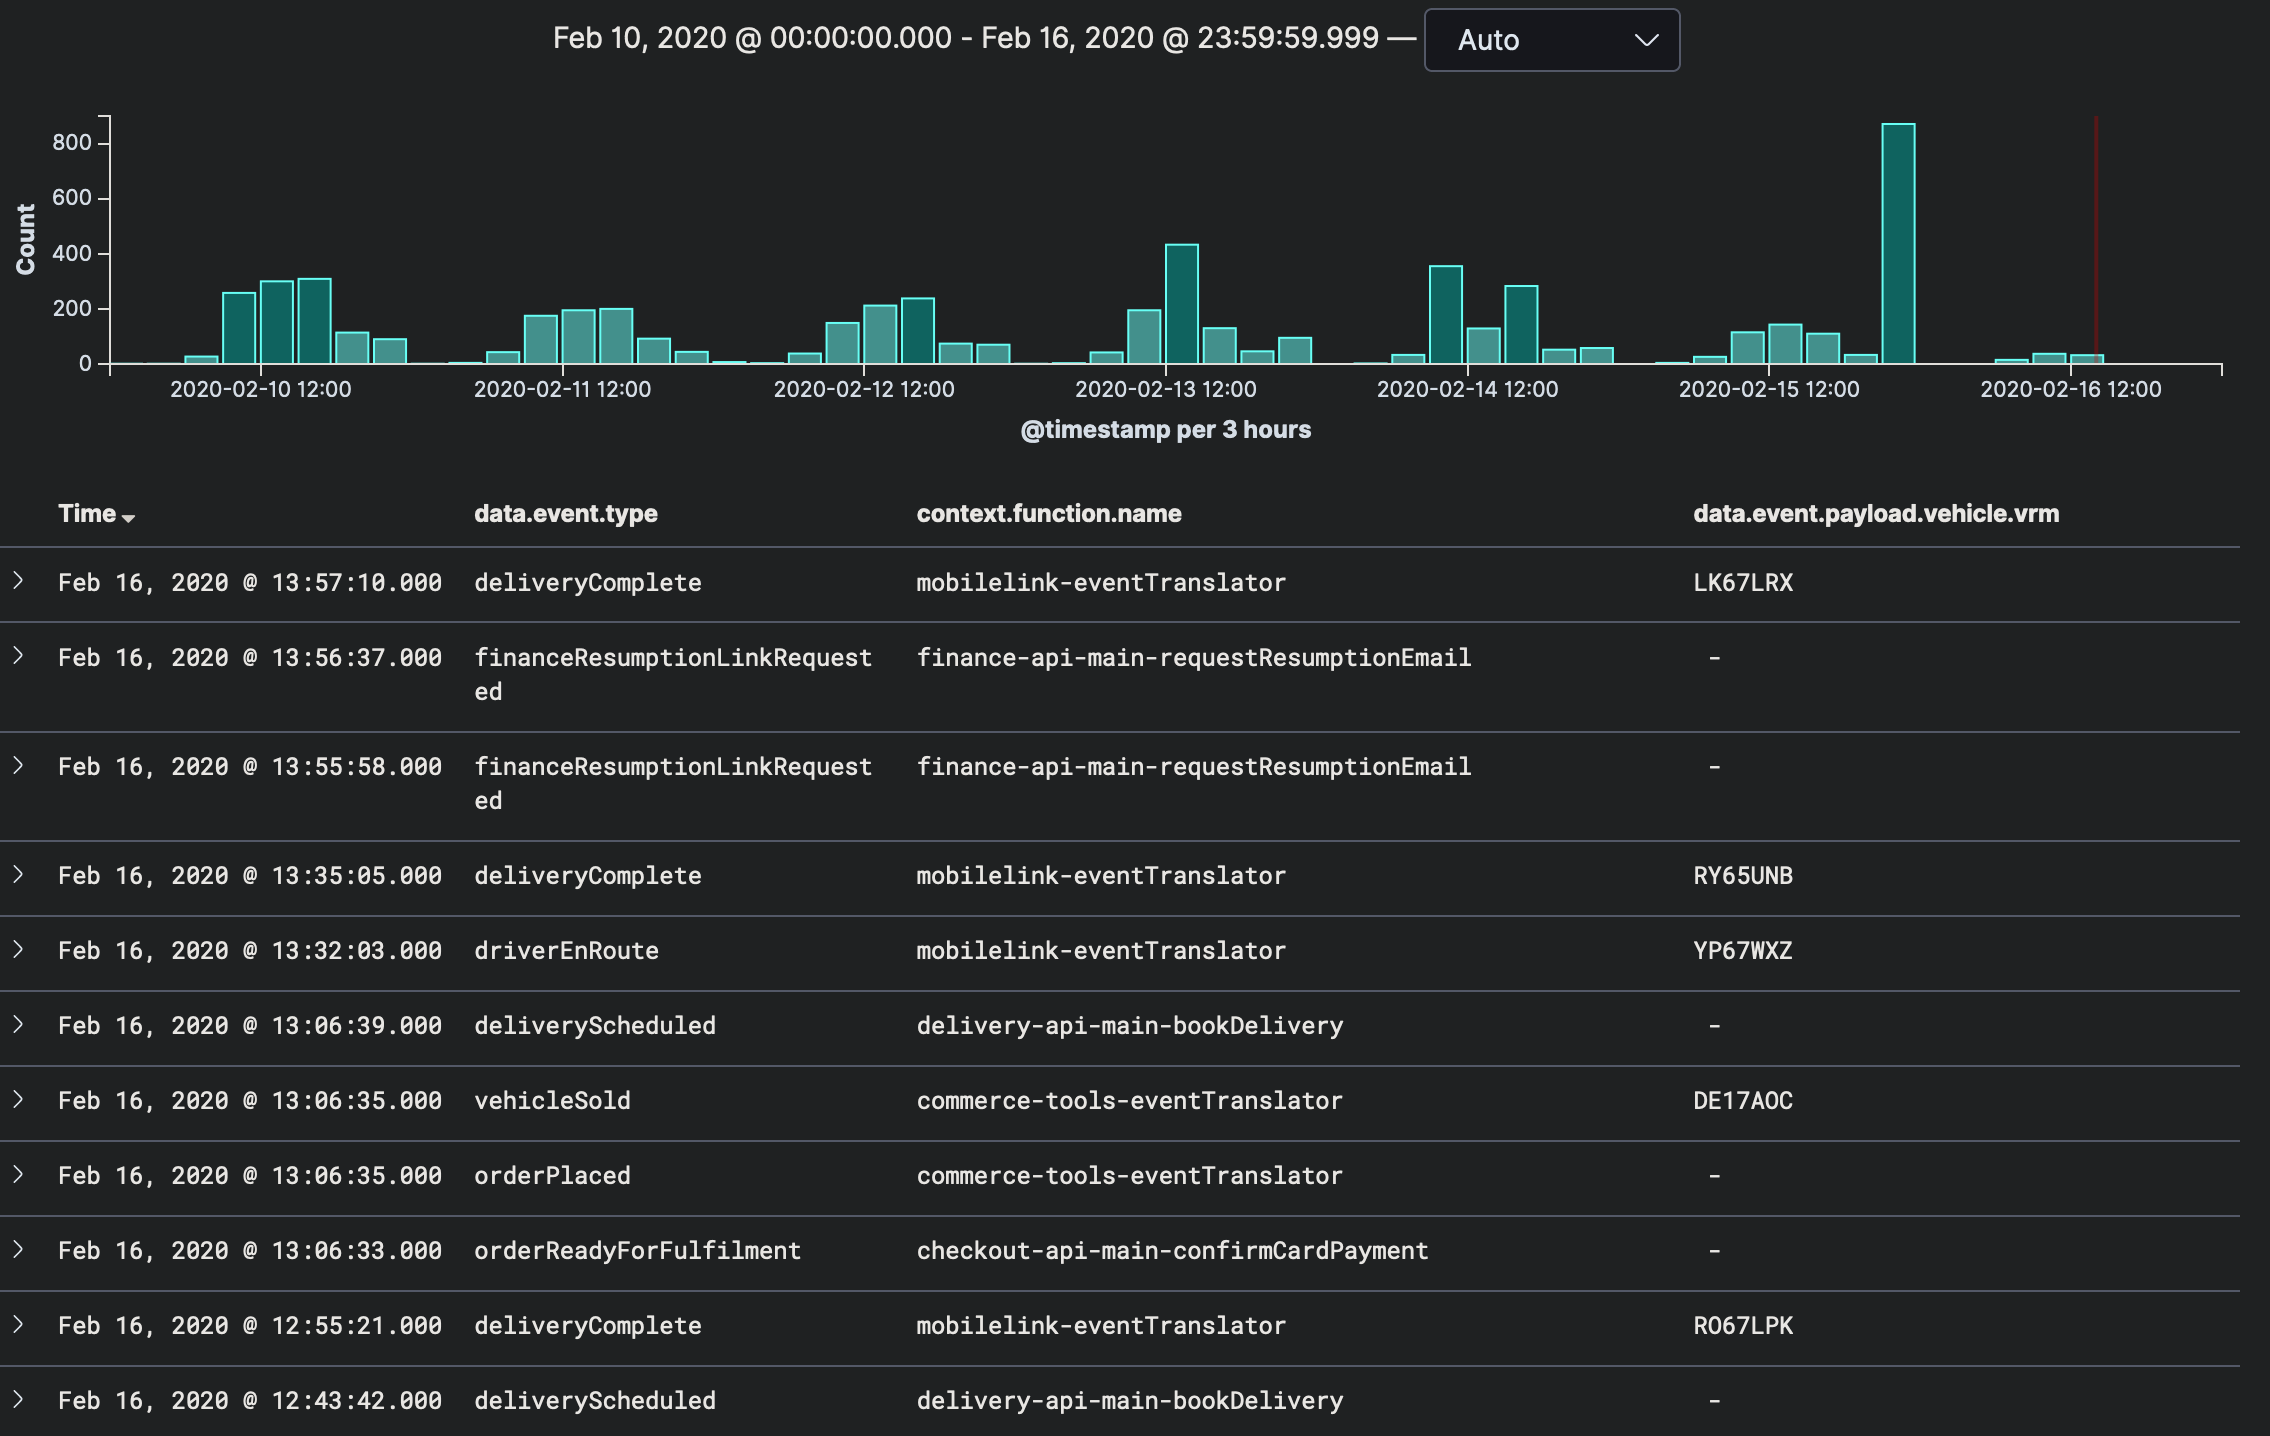 Feb 10, 2020 @ 00:00:00.000 - Feb 16, 2020 @ 23:59:59.999 — Auto
800
600
400
200
0
Count
2020-02-10 12:00 2020-02-11 12:00 2020-02-12 12:00 2020-02-13 12:00 2020-02-14 12:00 2020-02-15 12:00 2020-02-16 12:00
@timestamp per 3 hours
Time data.event.type context.function.name data.event.payload.vehicle.vrm
Feb 16, 2020 @ 13:57:10.000 deliveryComplete mobilelink-eventTranslator LK67LRX
Feb 16, 2020 @ 13:56:37.000 financeResumptionLinkRequest finance-api-main-requestResumptionEmail -
ed
Feb 16, 2020 @ 13:55:58.000 financeResumptionLinkRequest finance-api-main-requestResumptionEmail -
ed
Feb 16, 2020 @ 13:35:05.000 deliveryComplete mobilelink-eventTranslator RY65UNB
Feb 16, 2020 @ 13:32:03.000 driverEnRoute mobilelink-eventTranslator YP67WXZ
Feb 16, 2020 @ 13:06:39.000 deliveryScheduled delivery-api-main-bookDelivery -
Feb 16, 2020 @ 13:06:35.000 vehicleSold commerce-tools-eventTranslator DE17AOC
Feb 16, 2020 @ 13:06:35.000 orderPlaced commerce-tools-eventTranslator -
Feb 16, 2020 @ 13:06:33.000 orderReadyForFulfilment checkout-api-main-confirmCardPayment -
Feb 16, 2020 @ 12:55:21.000 deliveryComplete mobilelink-eventTranslator RO67LPK
Feb 16, 2020 @ 12:43:42.000 deliveryScheduled delivery-api-main-bookDelivery -